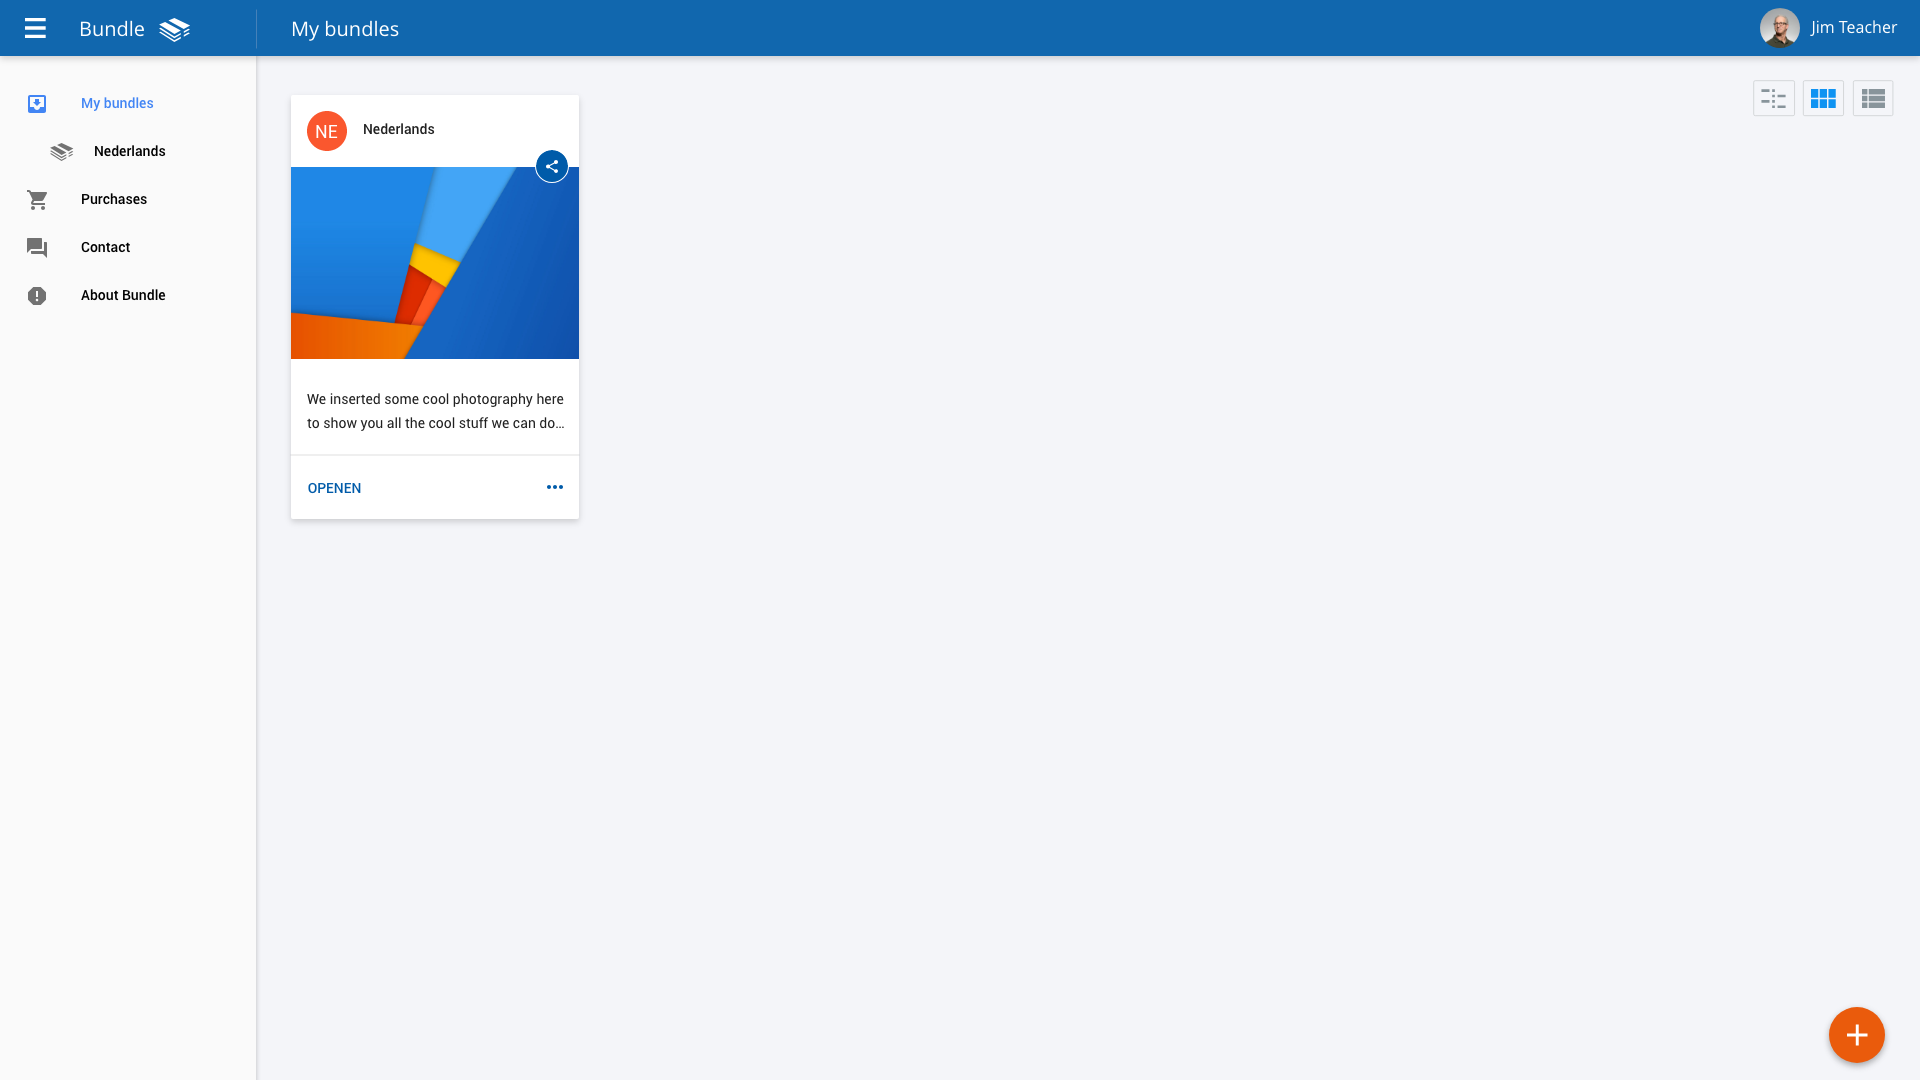 Bundle
My bundles
Jim Teacher
My bundles
Nederlands
Purchases
Contact
About Bundle
NE
Nederlands
We inserted some cool photography here
to show you all the cool stuff we can do...
OPENEN